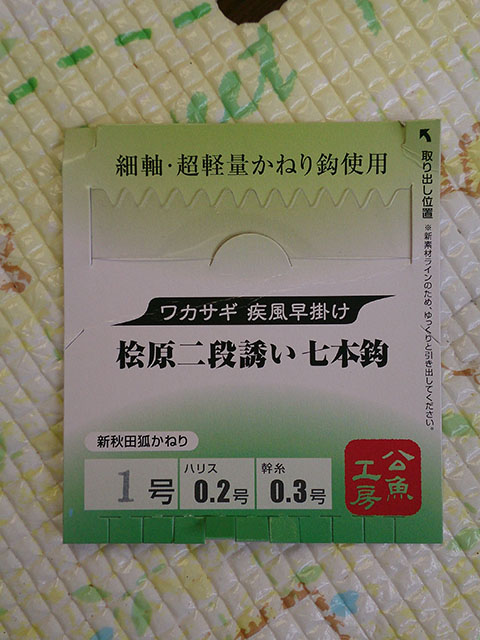 細軸・超軽量かねり鈎使用
取り出し位置
※新素材ラインのため、ゆっくりと引き出してください。
ワカサギ 疾風早掛け
桧原二段誘い 七本鈎
新秋田狐かねり
1号
ハリス
0.2号
幹糸
0.3号
公魚
工房